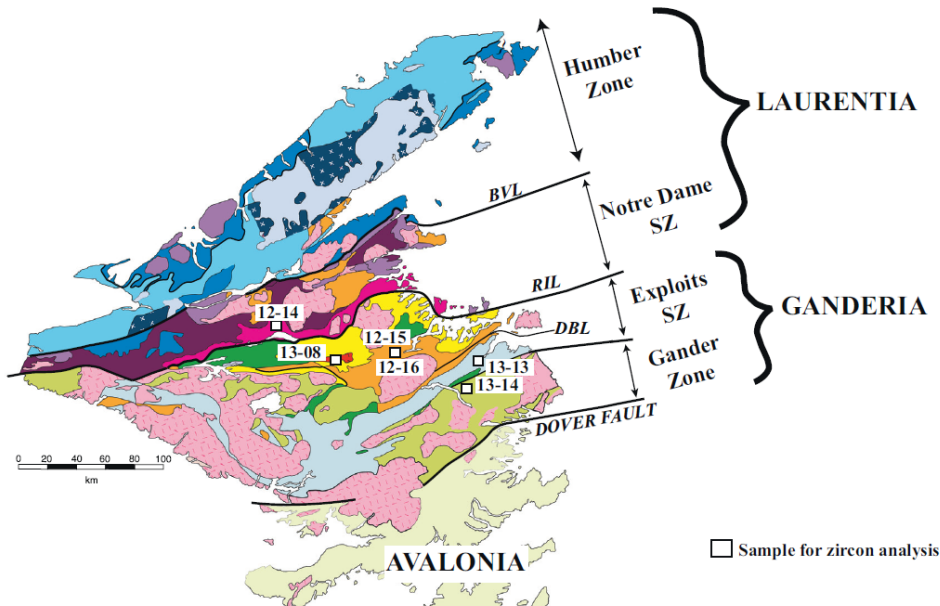 Humber
Zone
LAURENTIA
BVL
Notre Dame
SZ
RIL
Exploits
SZ
GANDERIA
12-14
12-15
DBL
13-08
12-16
13-13
Gander
Zone
13-14
DOVER FAULT
0 20 40 60 80 100
km
AVALONIA
Sample for zircon analysis